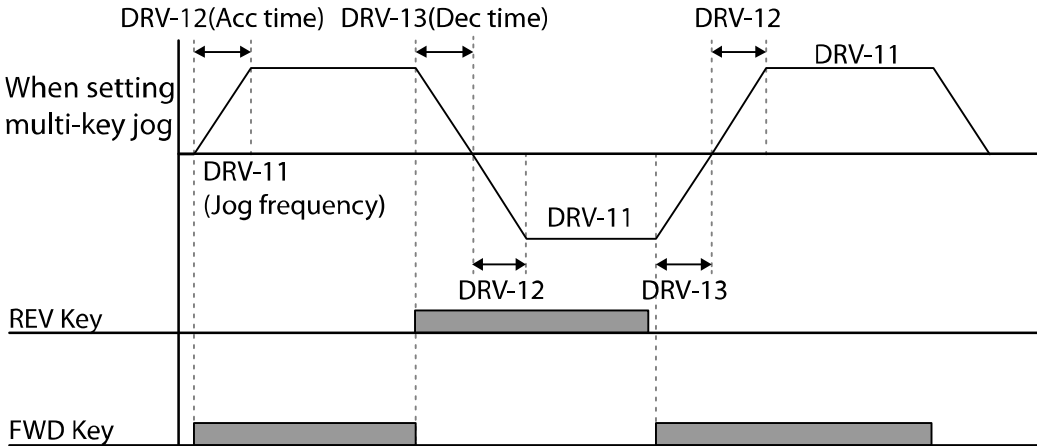 DRV-12(Acc time) DRV-13(Dec time) DRV-12
DRV-11
When setting
multi-key jog
DRV-11
(Jog frequency)
DRV-11
DRV-12 DRV-13
REV Key
FWD Key